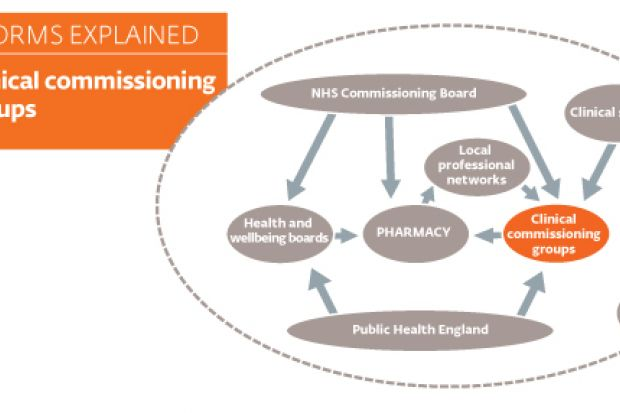 ORMS EXPLAINED
nical commissioning
ups
NHS Commissioning Board
Clinical s
Local
professional
networks
Health and
wellbeing boards
PHARMACY
Clinical
commissioning
groups
Public Health England